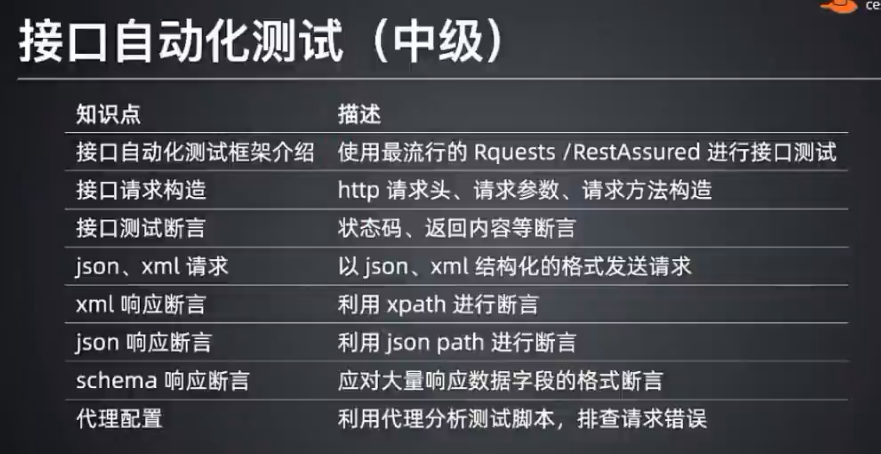 ce
接口自动化测试（中级）
知识点 描述
接口自动化测试框架介绍 使用最流行的 Rquests /RestAssured 进行接口测试
接口请求构造 http 请求头、请求参数、请求方法构造
接口测试断言 状态码、返回内容等断言
json、xml 请求 以 json、xml 结构化的格式发送请求
xml 响应断言 利用 xpath 进行断言
json 响应断言 利用 json path 进行断言
schema 响应断言 应对大量响应数据字段的格式断言
代理配置 利用代理分析测试脚本，排查请求错误